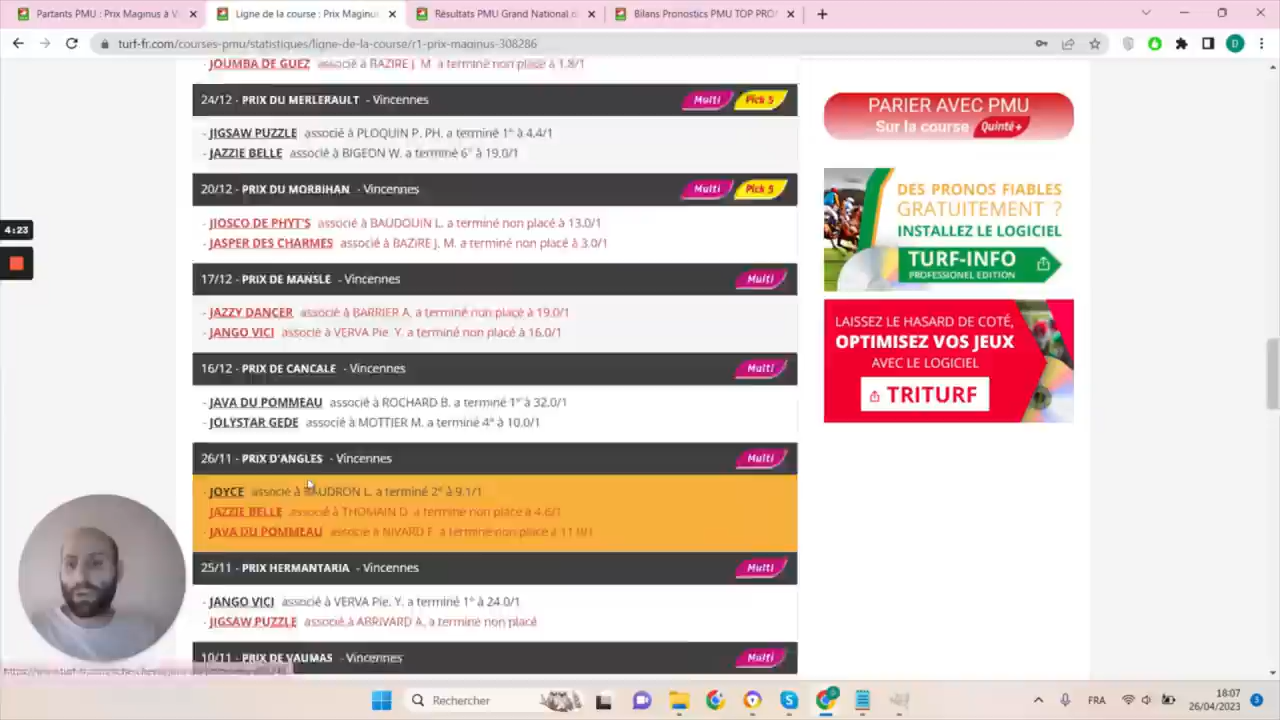 Partants PMU : Prix Maginus à V
Ligne de la course : Prix Maginus
Résultats PMU Grand National d
Bilans Pronostics PMU TOP PRO
turf-fr.com/courses-pmu/statistiques/ligne-de-la-course/r1-prix-maginus-308286
- JOUMBA DE GUEZ associé à BAZIRE J. M. a terminé non placé à 1.8/1
24/12 - PRIX DU MERLERAULT - Vincennes Multi Pick 5
- JIGSAW PUZZLE associé à PLOQUIN P. PH. a terminé 1° à 4.4/1
- JAZZIE BELLE associé à BIGEON W. a terminé 6° à 19.0/1
20/12 - PRIX DU MORBIHAN - Vincennes Multi Pick 5
- JIOSCO DE PHYT'S associé à BAUDOUIN L. a terminé non placé à 13.0/1
- JASPER DES CHARMES associé à BAZIRE J. M. a terminé non placé à 3.0/1
17/12 - PRIX DE MANSLE - Vincennes Multi
- JAZZY DANCER associé à BARRIER A. a terminé non placé à 19.0/1
- JANGO VICI associé à VERVA Pie. Y. a terminé non placé à 16.0/1
16/12 - PRIX DE CANCALE - Vincennes Multi
- JAVA DU POMMEAU associé à ROCHARD B. a terminé 1° à 32.0/1
- JOLYSTAR GEDE associé à MOTTIER M. a terminé 4° à 10.0/1
26/11 - PRIX D'ANGLES - Vincennes Multi
- JOYCE associé à BAUDRON L. a terminé 2° à 9.1/1
- JAZZIE BELLE associé à THOMAIN D. a terminé non placé à 4.6/1
- JAVA DU POMMEAU associé à NIVARD F. a terminé non placé à 11.0/1
25/11 - PRIX HERMANTARIA - Vincennes Multi
- JANGO VICI associé à VERVA Pie. Y. a terminé 1° à 24.0/1
- JIGSAW PUZZLE associé à ABRIVARD A. a terminé non placé
10/11 - PRIX DE VAUMAS - Vincennes Multi
PARIER AVEC PMU
Sur la course Quinté+
DES PRONOS FIABLES
GRATUITEMENT ?
INSTALLEZ LE LOGICIEL
TURF-INFO
PROFESSIONEL EDITION
LAISSEZ LE HASARD DE COTÉ,
OPTIMISEZ VOS JEUX
AVEC LE LOGICIEL
TRITURF
4:23
D
Rechercher
FRA
18:07
26/04/2023